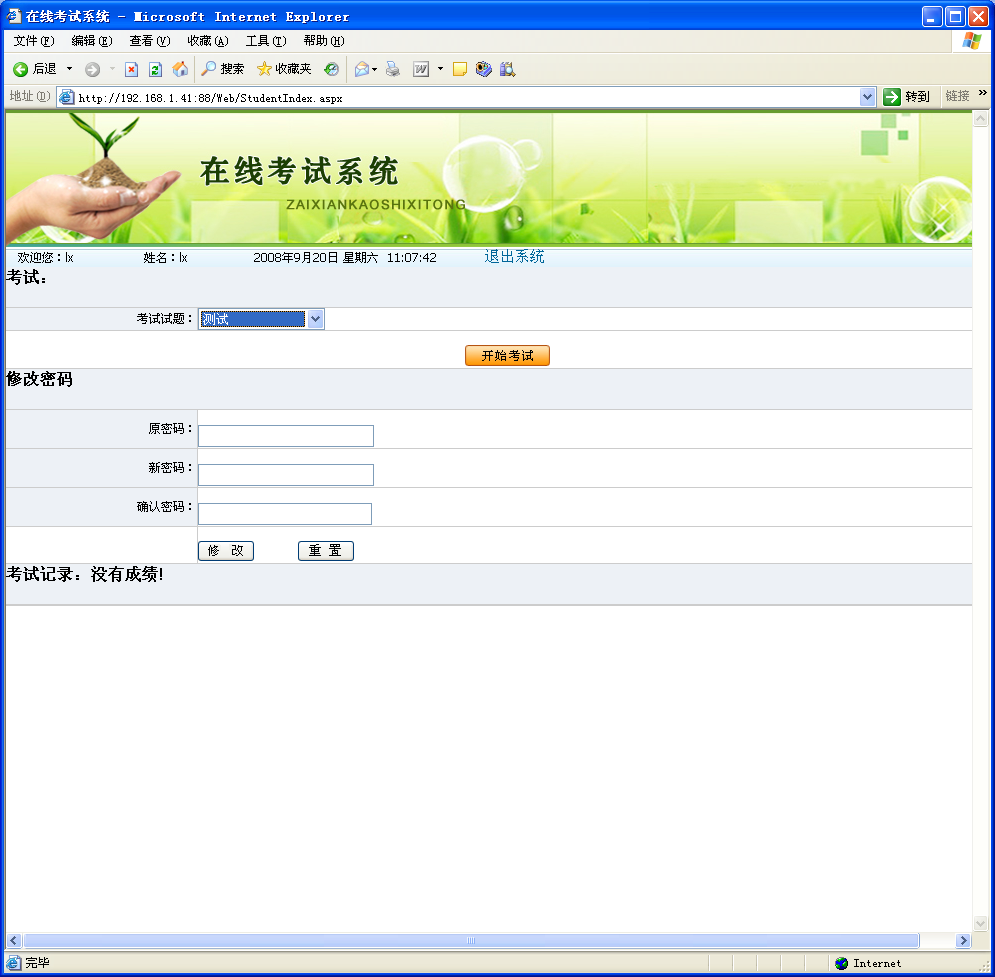 在线考试系统 - Microsoft Internet Explorer
文件(F) 编辑(E) 查看(V) 收藏(A) 工具(T) 帮助(H)
后退 搜索 收藏夹
地址(D) http://192.168.1.41:88/Web/StudentIndex.aspx 转到 链接 »
在线考试系统
ZAIXIANKAOSHIXITONG
欢迎您：lx 姓名：lx 2008年9月20日 星期六 11:07:42 退出系统
考试：
考试试题： 测试
开始考试
修改密码
原密码：
新密码：
确认密码：
修 改 重 置
考试记录：没有成绩!
完毕 Internet